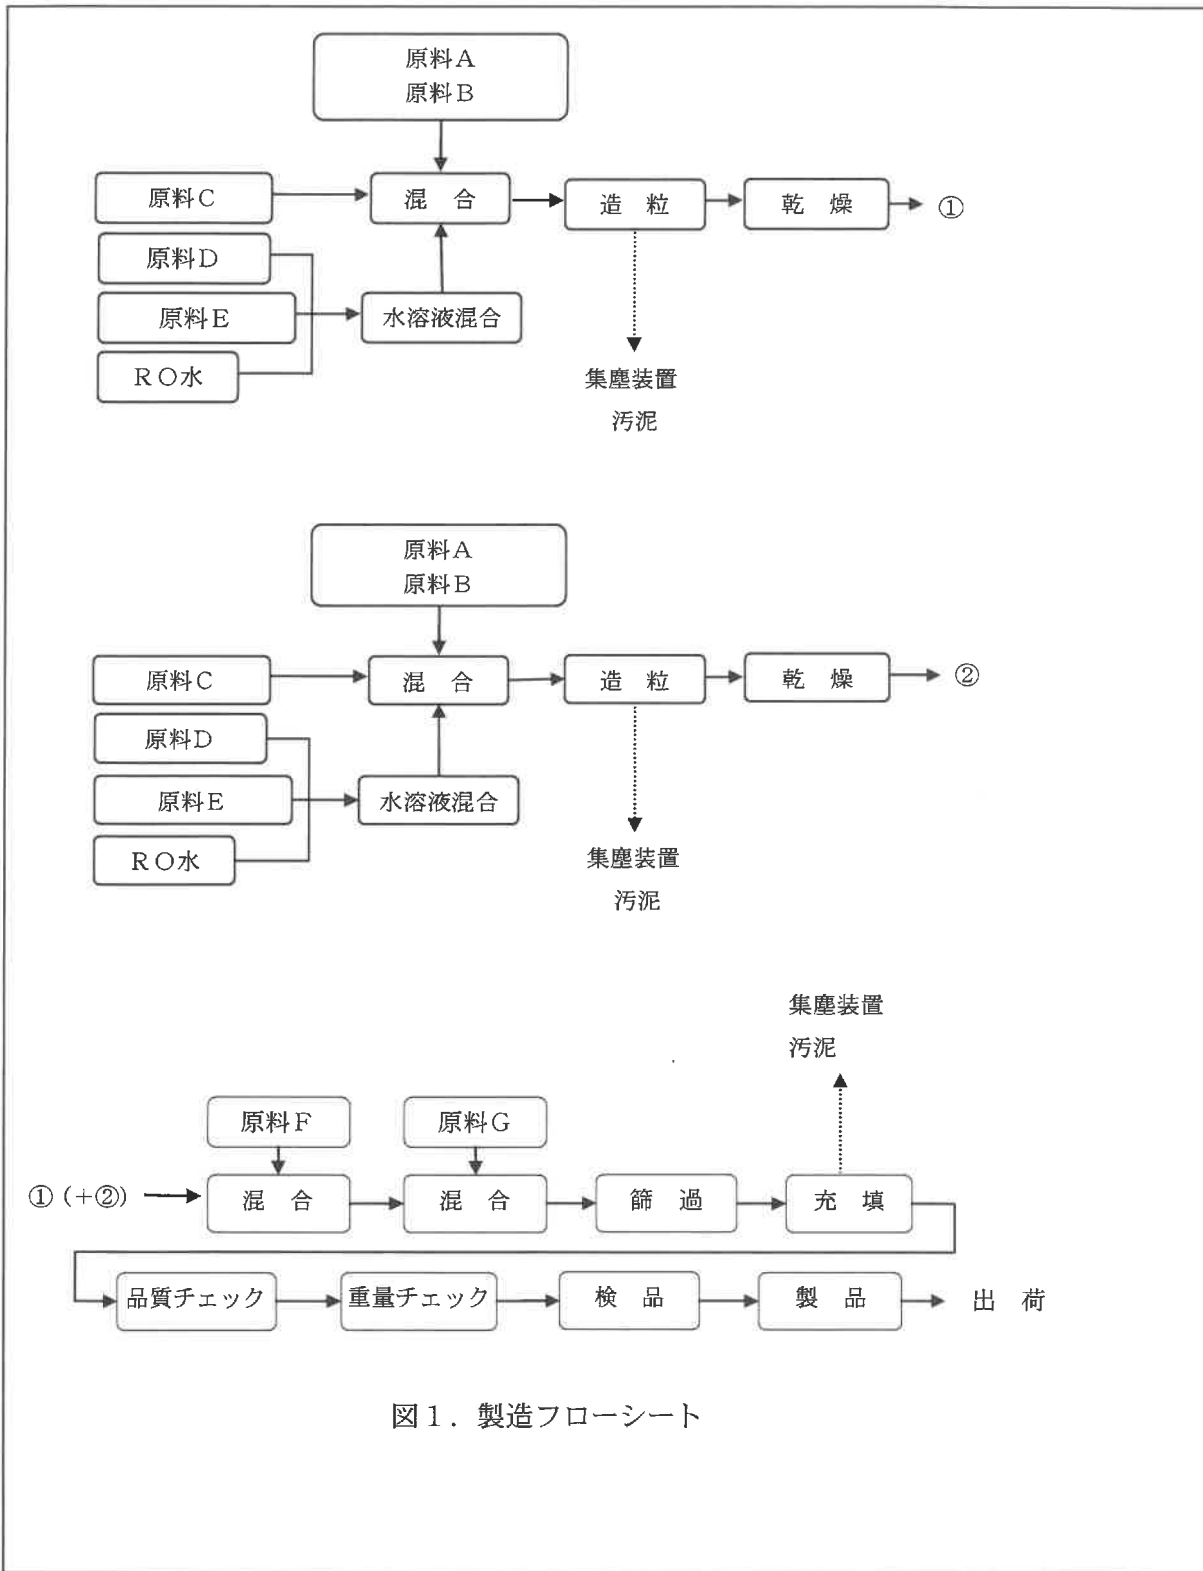 原料A
原料B
原料C
混 合
造 粒
乾 燥
①
原料D
原料E
水溶液混合
RO水
集塵装置
汚泥
原料A
原料B
原料C
混 合
造 粒
乾 燥
②
原料D
原料E
水溶液混合
RO水
集塵装置
汚泥
集塵装置
汚泥
原料F
原料G
①(+②)
混 合
混 合
篩 過
充 填
品質チェック
重量チェック
検 品
製 品
出 荷
図1.製造フローシート